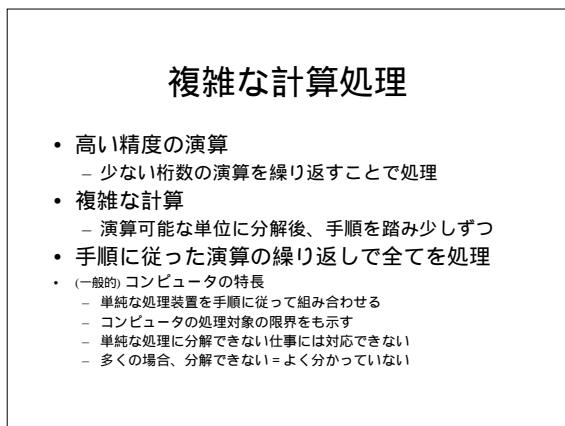 複雑な計算処理
• 高い精度の演算
– 少ない桁数の演算を繰り返すことで処理
• 複雑な計算
– 演算可能な単位に分解後、手順を踏み少しずつ
• 手順に従った演算の繰り返しで全てを処理
• (一般的) コンピュータの特長
– 単純な処理装置を手順に従って組み合わせる
– コンピュータの処理対象の限界をも示す
– 単純な処理に分解できない仕事には対応できない
– 多くの場合、分解できない = よく分かっていない